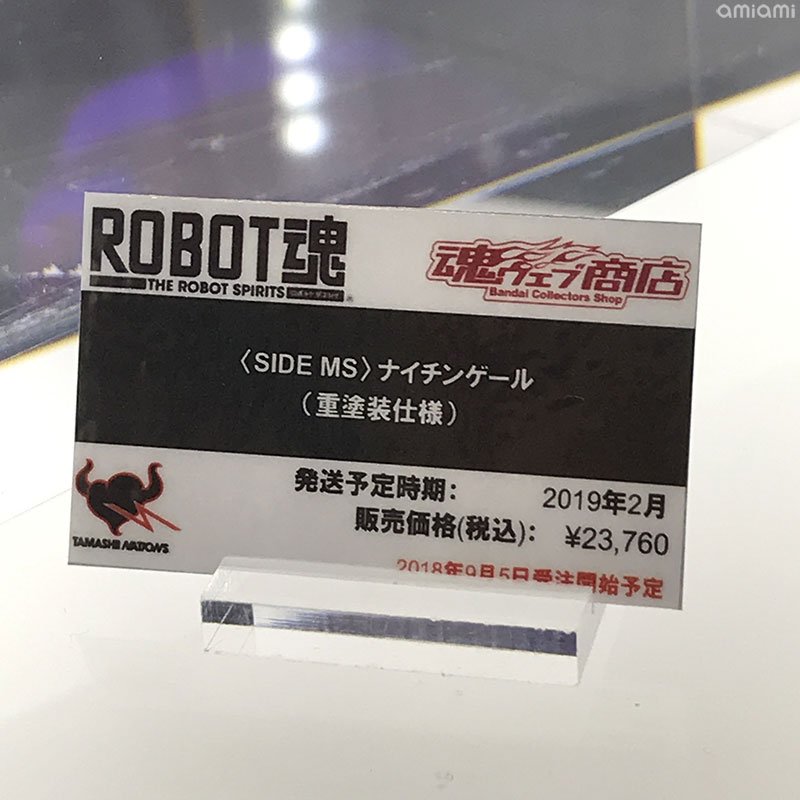 amiami
ROBOT魂
THE ROBOT SPIRITS
魂ウェブ商店
Bandai Collectors Shop
〈SIDE MS〉ナイチンゲール
（重塗装仕様）
発送予定時期： 2019年2月
販売価格(税込)： ¥23,760
TAMASHII NATIONS
2018年9月5日受注開始予定